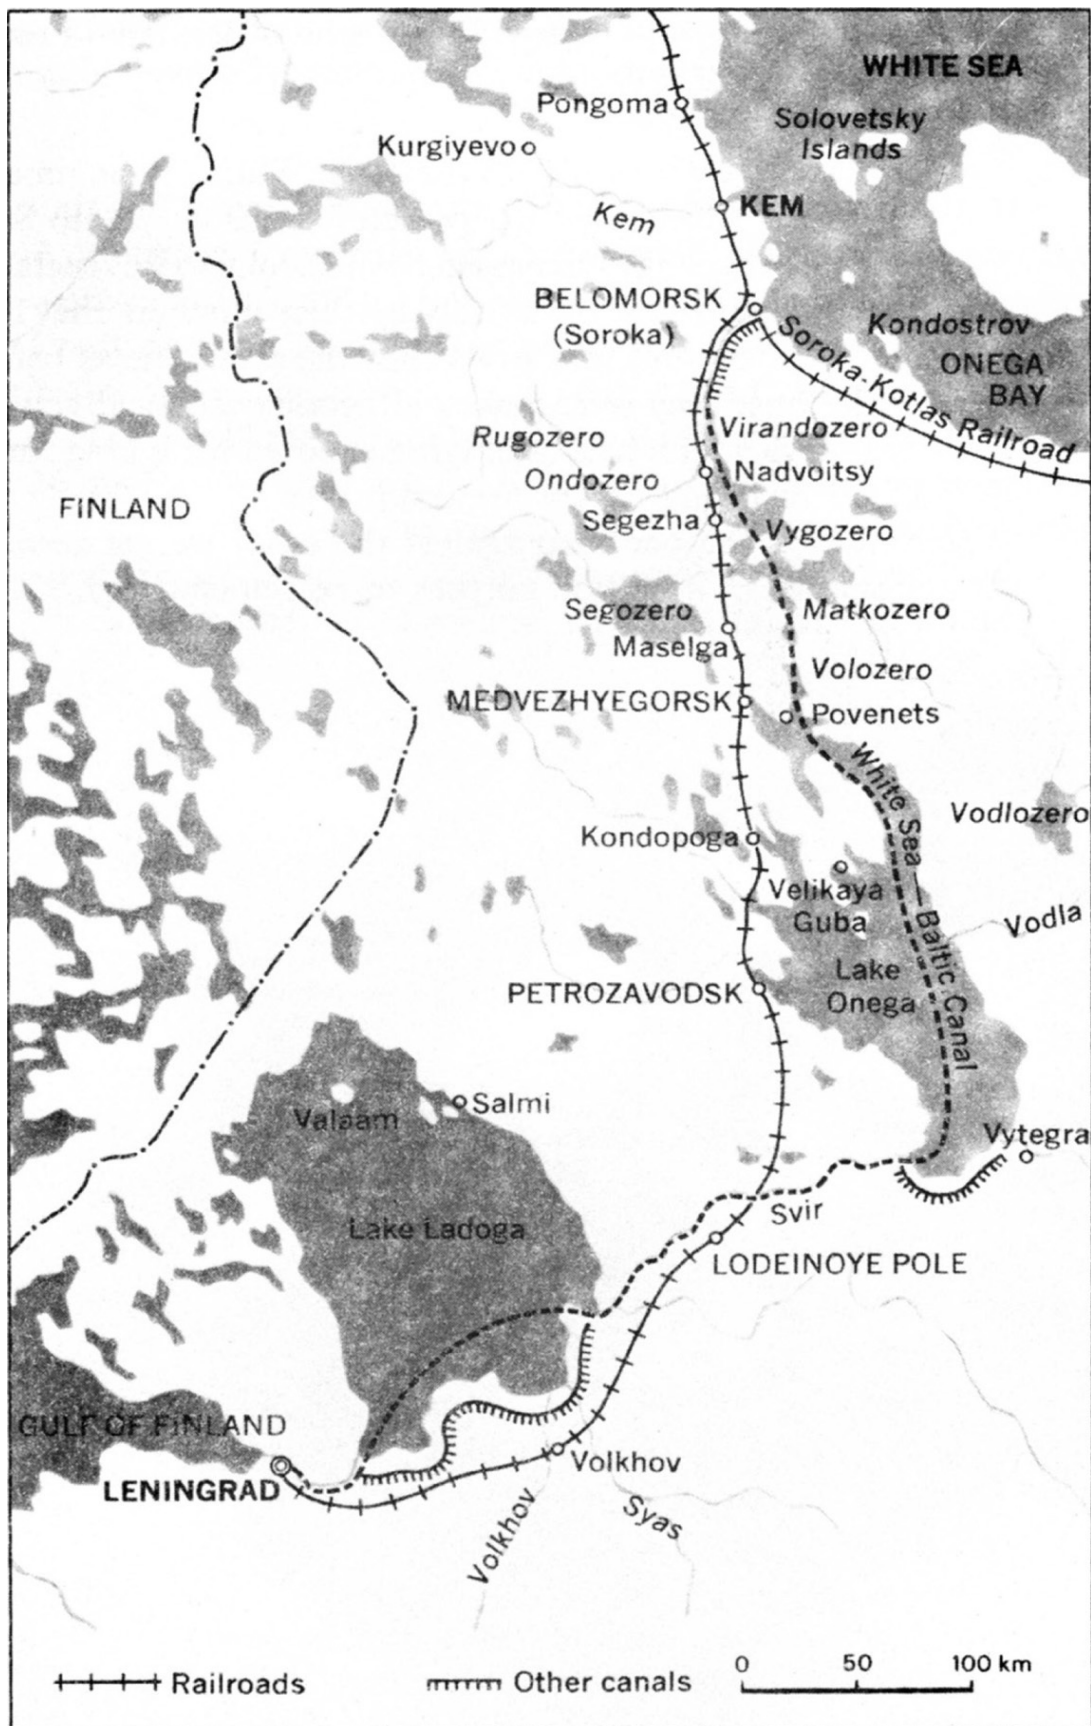 WHITE SEA
Pongoma
Solovetsky
Islands
Kurgiyevo
KEM
Kem
BELOMORSK
(Soroka)
Soroka-Kotlas Railroad
Kondostrov
ONEGA
BAY
Virandozero
Rugozero
Nadvoitsy
Ondozero
FINLAND
Segezha
Vygozero
Segozero
Matkozero
Maselga
Volozero
MEDVEZHYEGORSK
Povenets
White Sea—Baltic Canal
Vodlozero
Kondopoga
Velikaya
Guba
Vodla
Lake
Onega
PETROZAVODSK
Salmi
Valaam
Vytegra
Svir
Lake Ladoga
LODEINOYE POLE
GULF OF FINLAND
Volkhov
LENINGRAD
Volkhov
Syas
0 50 100 km
Railroads
Other canals